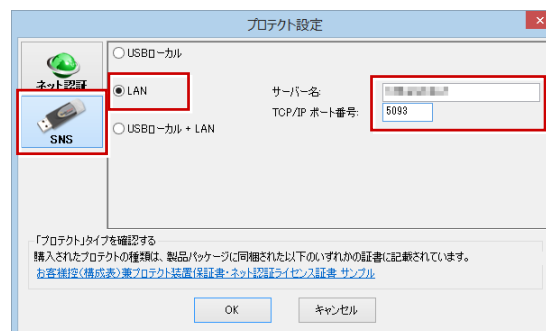 プロテクト設定
ネット認証
SNS
USBローカル
LAN
USBローカル + LAN
サーバー名:
TCP/IP ポート番号:
5093
「プロテクト」タイプを確認する
購入されたプロテクトの種類は、製品パッケージに同梱された以下のいずれかの証書に記載されています。
お客様控(構成表)兼プロテクト装置保証書・ネット認証ライセンス証書 サンプル
OK
キャンセル